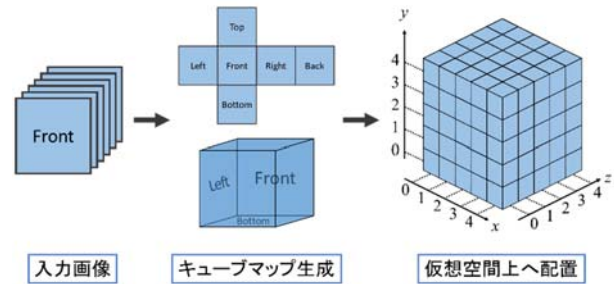 Front
Top
Left Front Right Back
Bottom
Left Front
Bottom
y
4
3
2
1
0
0 1 2 3 4
x
0 1 2 3 4
z
入力画像
キューブマップ生成
仮想空間上へ配置